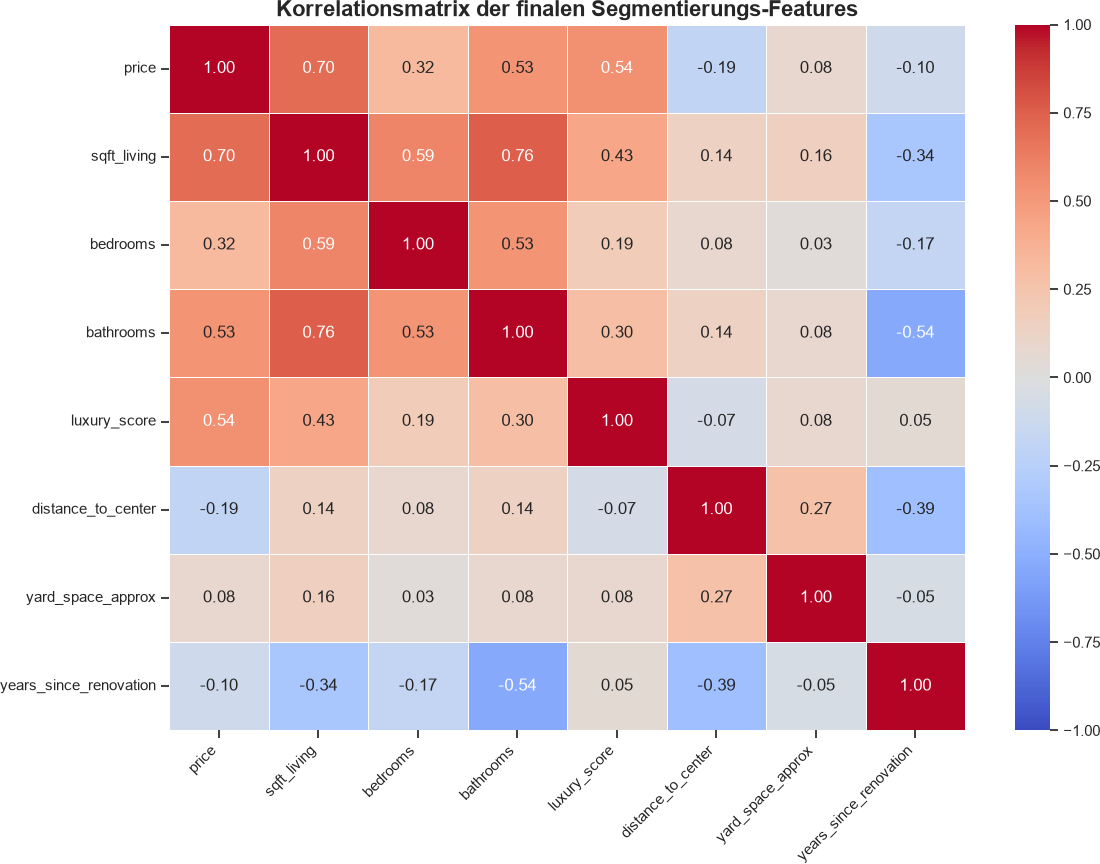 Korrelationsmatrix der finalen Segmentierungs-Features
price 1.00 0.70 0.32 0.53 0.54 -0.19 0.08 -0.10
sqft_living 0.70 1.00 0.59 0.76 0.43 0.14 0.16 -0.34
bedrooms 0.32 0.59 1.00 0.53 0.19 0.08 0.03 -0.17
bathrooms 0.53 0.76 0.53 1.00 0.30 0.14 0.08 -0.54
luxury_score 0.54 0.43 0.19 0.30 1.00 -0.07 0.08 0.05
distance_to_center -0.19 0.14 0.08 0.14 -0.07 1.00 0.27 -0.39
yard_space_approx 0.08 0.16 0.03 0.08 0.08 0.27 1.00 -0.05
years_since_renovation -0.10 -0.34 -0.17 -0.54 0.05 -0.39 -0.05 1.00
price sqft_living bedrooms bathrooms luxury_score distance_to_center yard_space_approx years_since_renovation
1.00
0.75
0.50
0.25
0.00
−0.25
−0.50
−0.75
−1.00